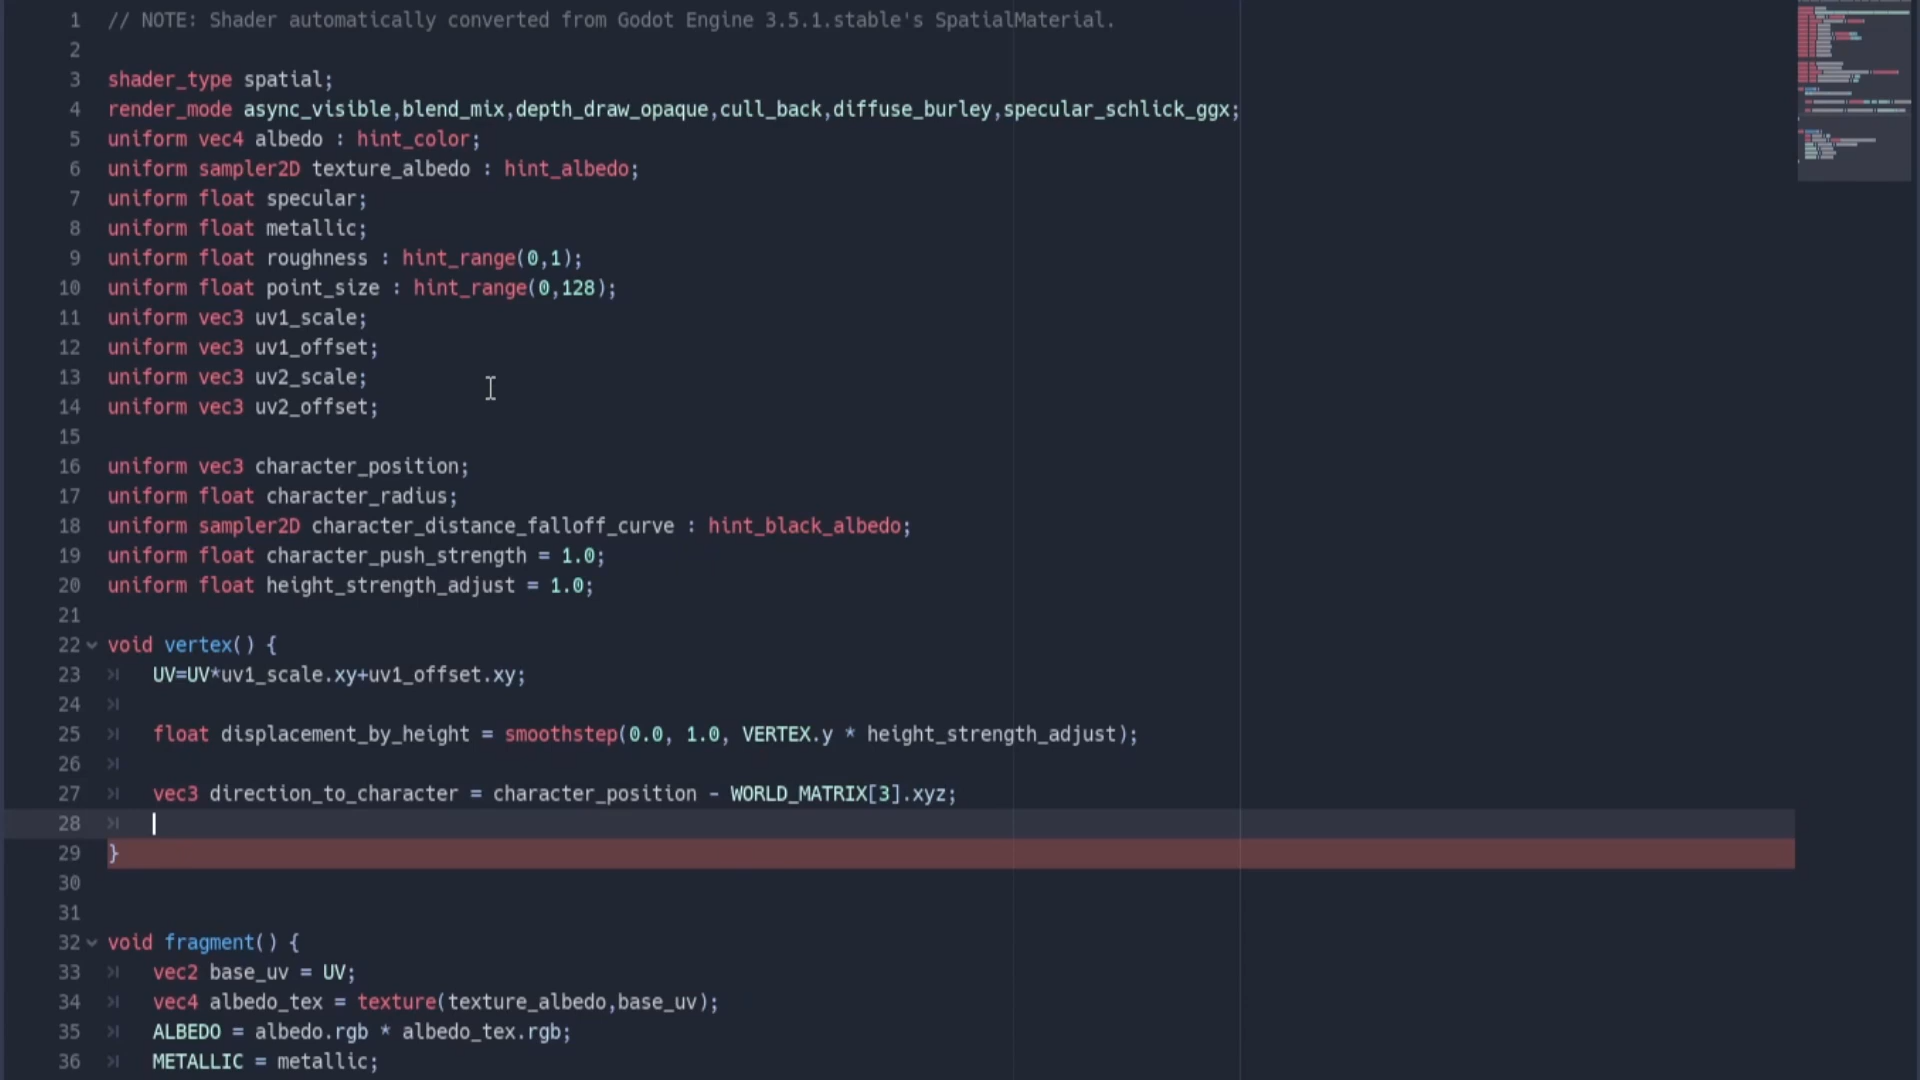 1 // NOTE: Shader automatically converted from Godot Engine 3.5.1.stable's SpatialMaterial.
2
3 shader_type spatial;
4 render_mode async_visible,blend_mix,depth_draw_opaque,cull_back,diffuse_burley,specular_schlick_ggx;
5 uniform vec4 albedo : hint_color;
6 uniform sampler2D texture_albedo : hint_albedo;
7 uniform float specular;
8 uniform float metallic;
9 uniform float roughness : hint_range(0,1);
10 uniform float point_size : hint_range(0,128);
11 uniform vec3 uv1_scale;
12 uniform vec3 uv1_offset;
13 uniform vec3 uv2_scale;
14 uniform vec3 uv2_offset;
15
16 uniform vec3 character_position;
17 uniform float character_radius;
18 uniform sampler2D character_distance_falloff_curve : hint_black_albedo;
19 uniform float character_push_strength = 1.0;
20 uniform float height_strength_adjust = 1.0;
21
22 void vertex() {
23 UV=UV*uv1_scale.xy+uv1_offset.xy;
24
25 float displacement_by_height = smoothstep(0.0, 1.0, VERTEX.y * height_strength_adjust);
26
27 vec3 direction_to_character = character_position - WORLD_MATRIX[3].xyz;
28
29 }
30
31
32 void fragment() {
33 vec2 base_uv = UV;
34 vec4 albedo_tex = texture(texture_albedo,base_uv);
35 ALBEDO = albedo.rgb * albedo_tex.rgb;
36 METALLIC = metallic;